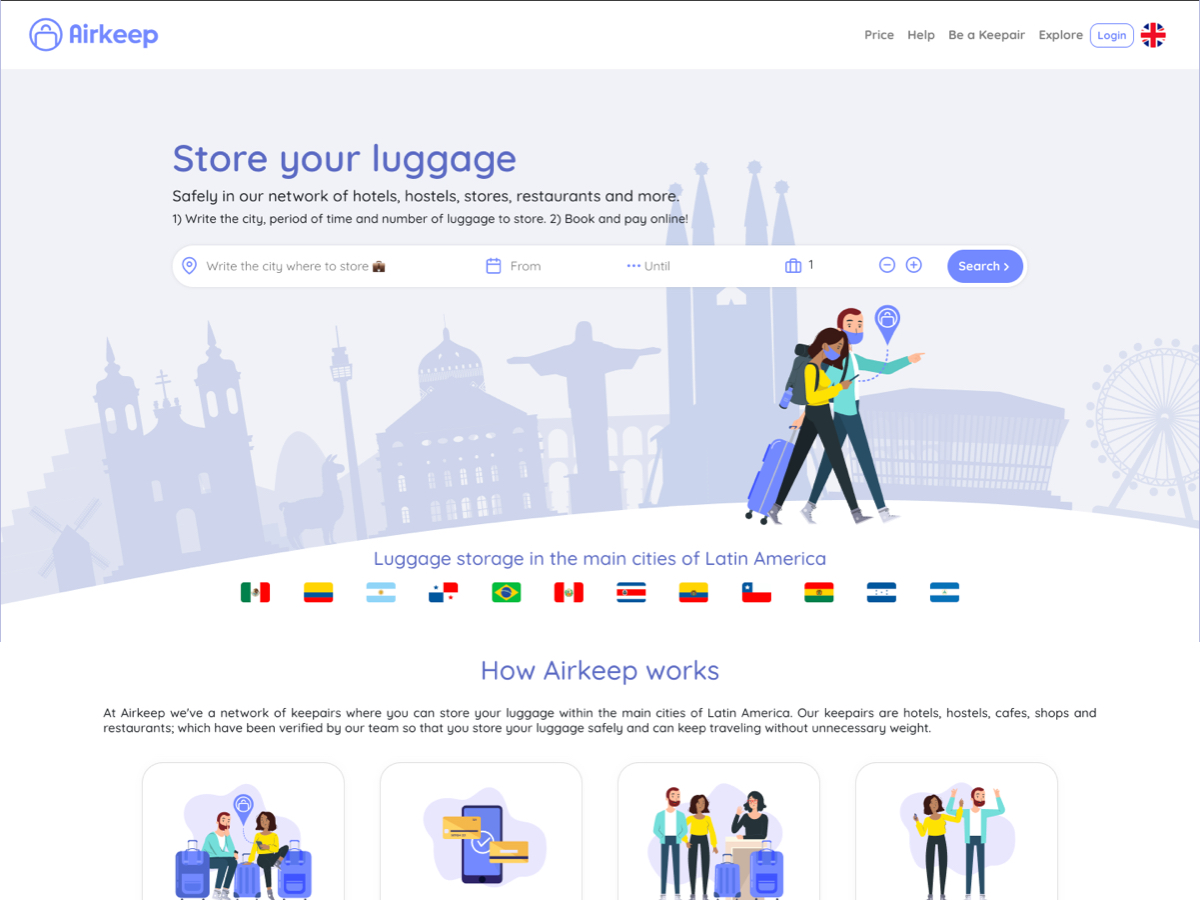 Airkeep
Price Help Be a Keepair Explore Login
Store your luggage
Safely in our network of hotels, hostels, stores, restaurants and more.
1) Write the city, period of time and number of luggage to store. 2) Book and pay online!
Write the city where to store 💼 From ••• Until 1 Search ›
Luggage storage in the main cities of Latin America
How Airkeep works
At Airkeep we've a network of keepairs where you can store your luggage within the main cities of Latin America. Our keepairs are hotels, hostels, cafes, shops and
restaurants; which have been verified by our team so that you store your luggage safely and can keep traveling without unnecessary weight.